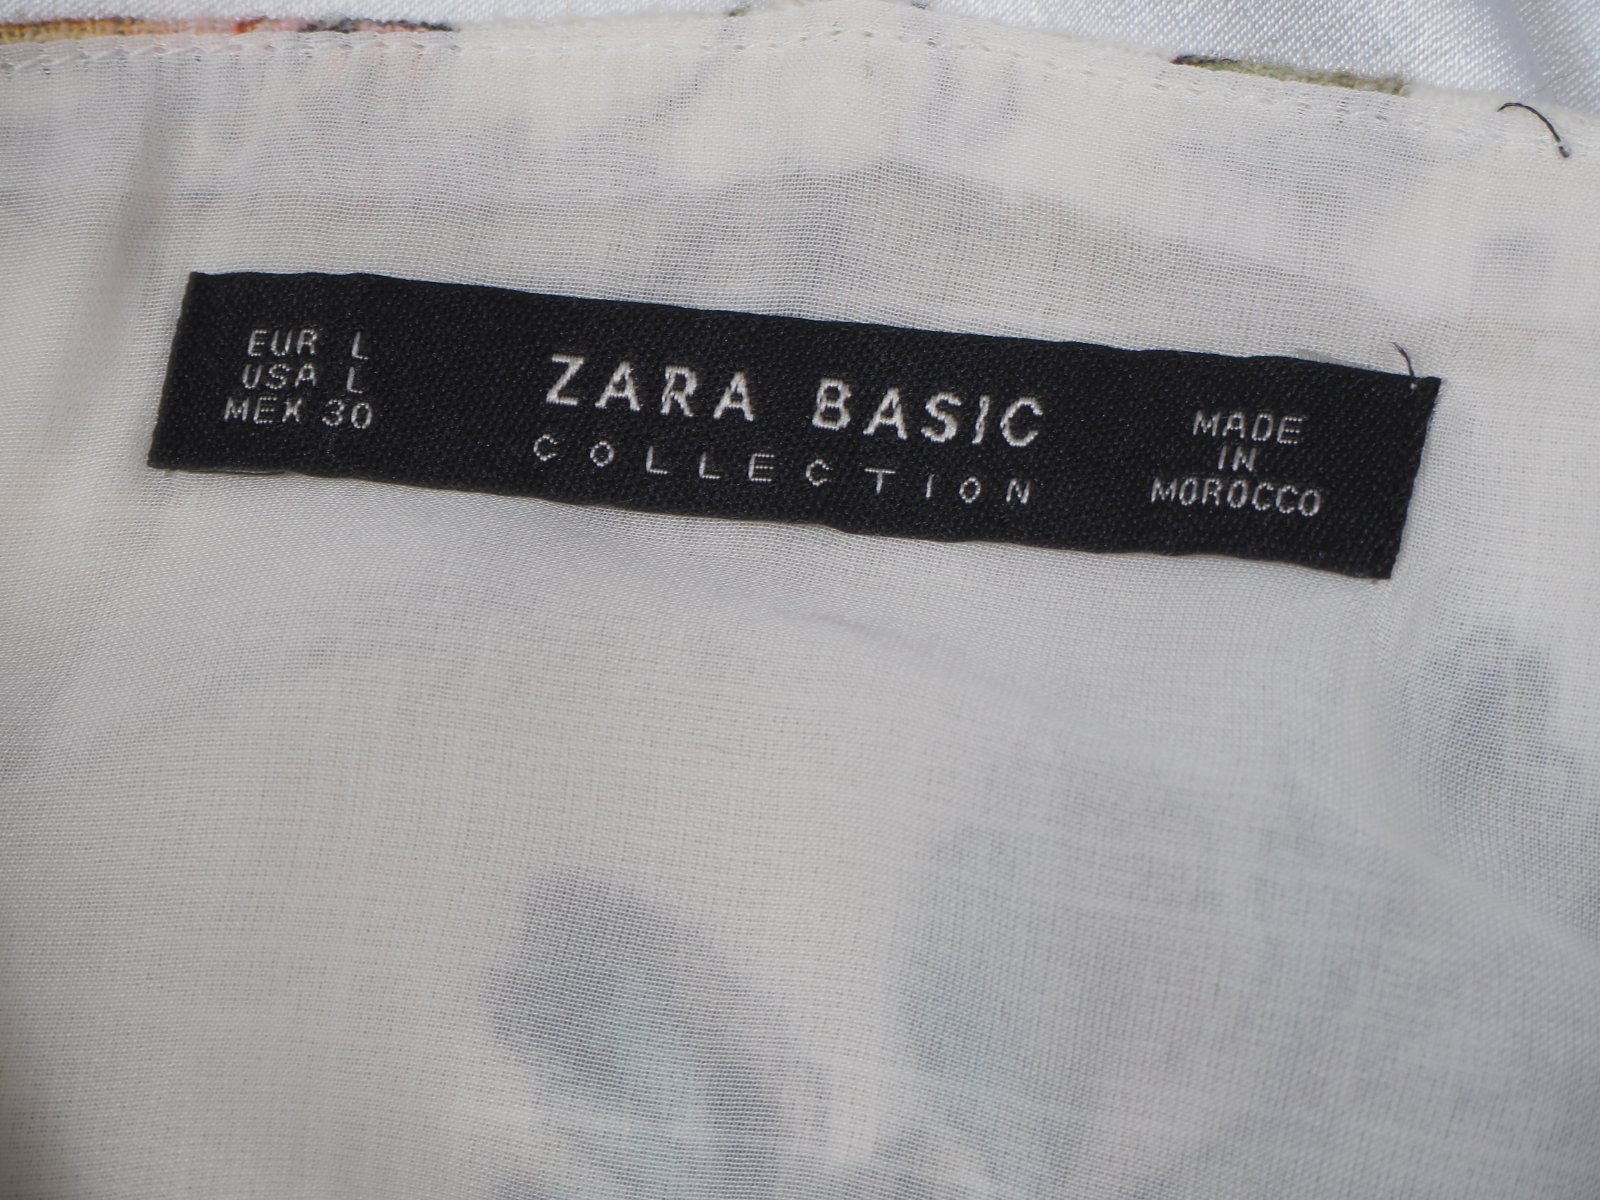 EUR L
USA L
MEX 30
ZARA BASIC
COLLECTION
MADE
IN
MOROCCO